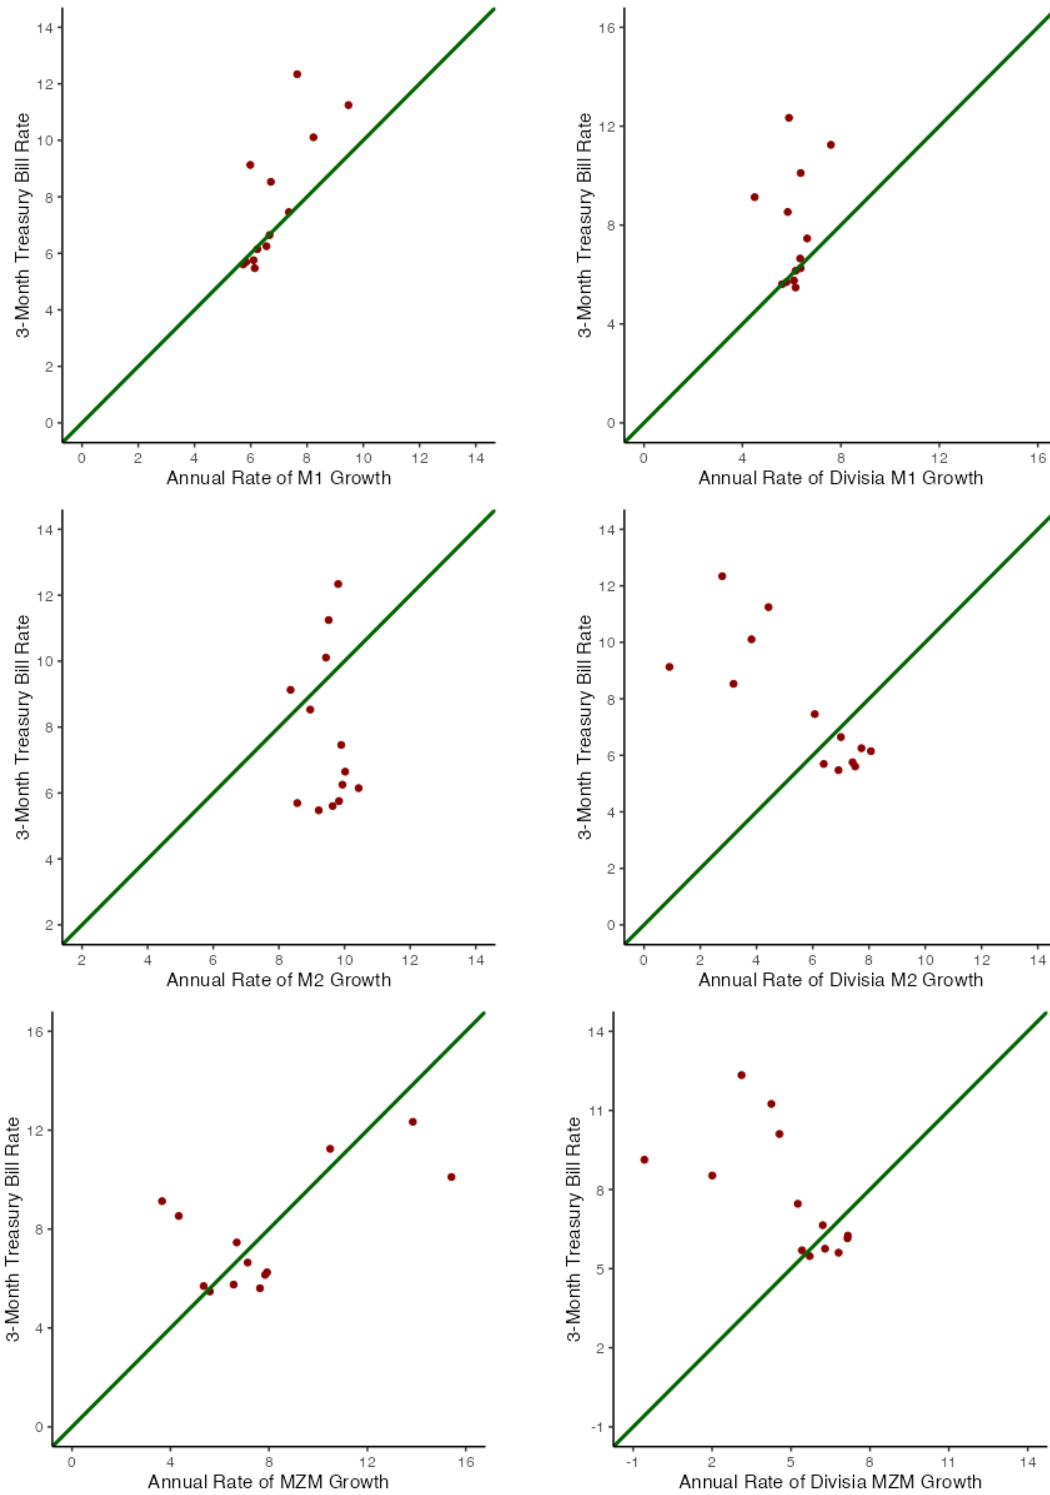 14
12
10
8
6
4
2
0
3-Month Treasury Bill Rate
0 2 4 6 8 10 12 14
Annual Rate of M1 Growth
16
12
8
4
0
3-Month Treasury Bill Rate
0 4 8 12 16
Annual Rate of Divisia M1 Growth
14
12
10
8
6
4
2
3-Month Treasury Bill Rate
2 4 6 8 10 12 14
Annual Rate of M2 Growth
14
12
10
8
6
4
2
0
3-Month Treasury Bill Rate
0 2 4 6 8 10 12 14
Annual Rate of Divisia M2 Growth
16
12
8
4
0
3-Month Treasury Bill Rate
0 4 8 12 16
Annual Rate of MZM Growth
14
11
8
5
2
-1
3-Month Treasury Bill Rate
-1 2 5 8 11 14
Annual Rate of Divisia MZM Growth